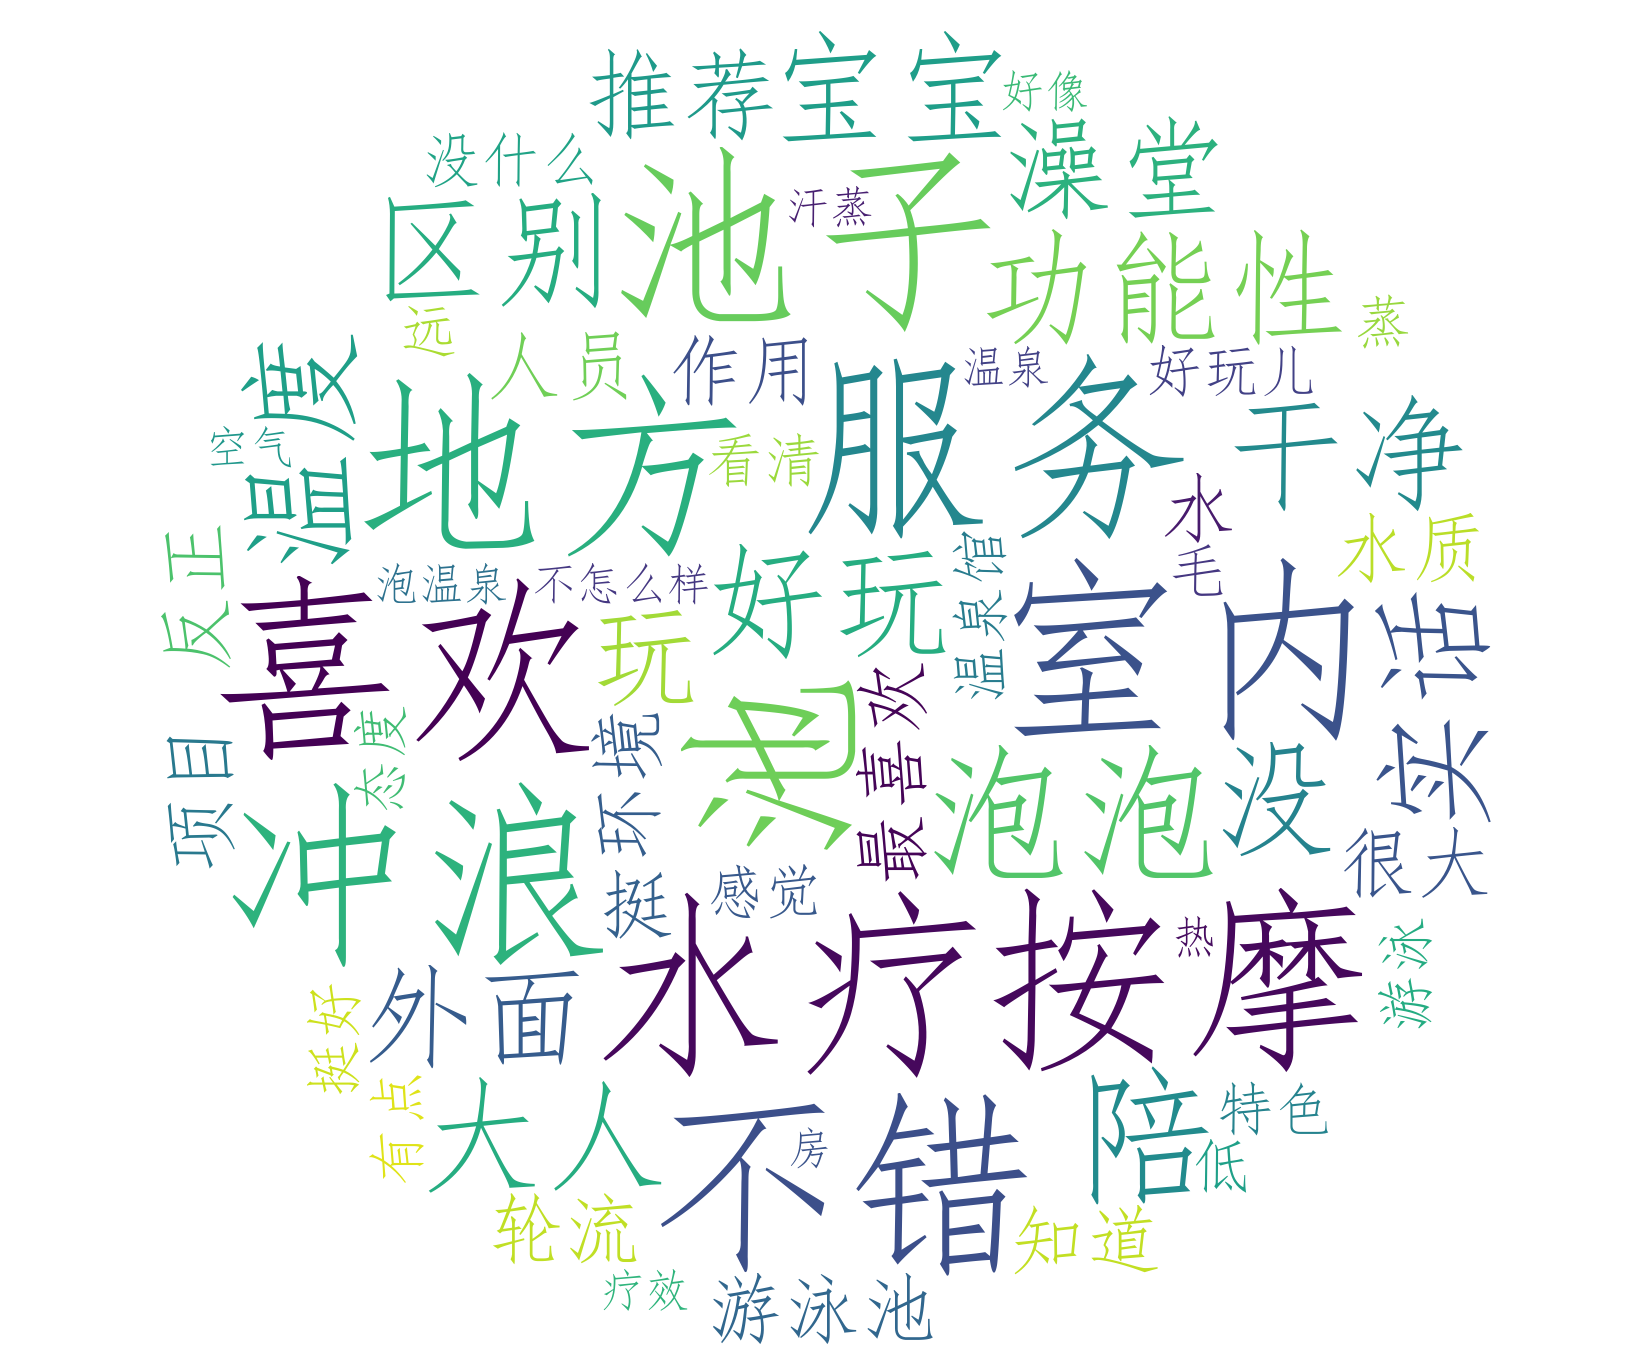 推荐
宝宝
好像
没什么
池子
澡堂
区别
汗蒸
功能性
远
人员
作用
温泉
好玩儿
蒸
温度
地方
服务
干净
空气
看清
水
水质
反正
泡温泉
不怎么样
好玩
温泉馆
毛
喜欢
玩
室内
实话
池
最喜欢
项目
态度
环境
泡泡
没
冲浪
挺
感觉
很大
水疗按摩
热
游泳
外面
挺好
有点
大人
不错
房
陪
特色
低
轮流
知道
疗效
游泳池